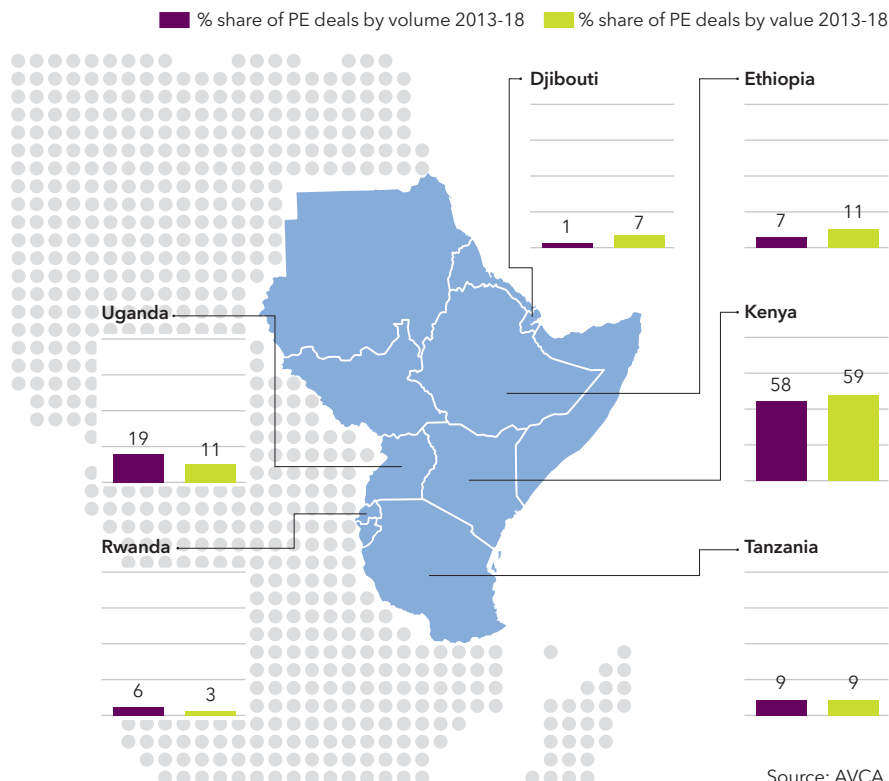 % share of PE deals by volume 2013-18 % share of PE deals by value 2013-18
Djibouti
1 7
Ethiopia
7 11
Uganda
19 11
Kenya
58 59
Rwanda
6 3
Tanzania
9 9
Source: AVCA